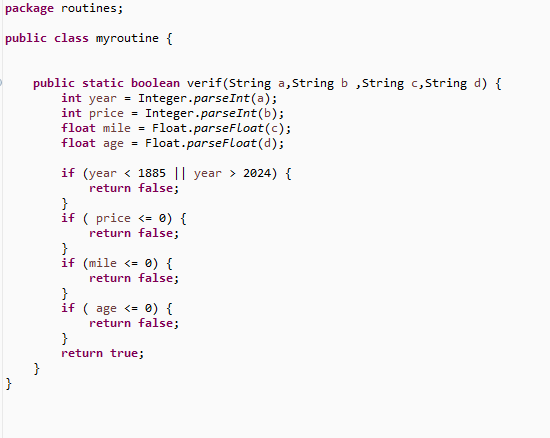 package routines;
public class myroutine {
public static boolean verif(String a,String b ,String c,String d) {
int year = Integer.parseInt(a);
int price = Integer.parseInt(b);
float mile = Float.parseFloat(c);
float age = Float.parseFloat(d);
if (year < 1885 || year > 2024) {
return false;
}
if ( price <= 0) {
return false;
}
if (mile <= 0) {
return false;
}
if ( age <= 0) {
return false;
}
return true;
}
}